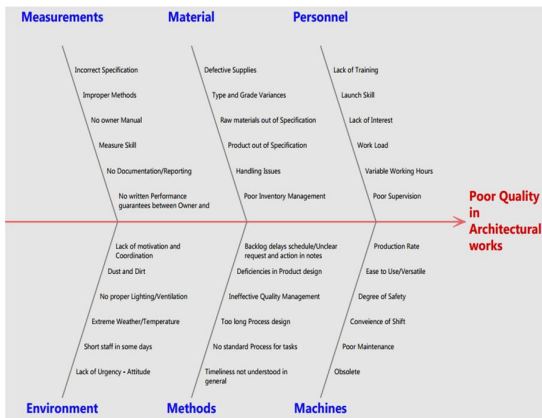 Measurements
Material
Personnel
Incorrect Specification
Improper Methods
No owner Manual
Measure Skill
No Documentation/Reporting
No written Performance
guarantees between Owner and
Defective Supplies
Type and Grade Variances
Raw materials out of Specification
Product out of Specification
Handling Issues
Poor Inventory Management
Lack of Training
Launch Skill
Lack of Interest
Work Load
Variable Working Hours
Poor Supervision
Poor Quality
in
Architectural
works
Lack of motivation and
Coordination
Dust and Dirt
No proper Lighting/Ventilation
Extreme Weather/Temperature
Short staff in some days
Lack of Urgency - Attitude
Backlog delays schedule/Unclear
request and action in notes
Deficiencies in Product design
Ineffective Quality Management
Too long Process design
No standard Process for tasks
Timeliness not understood in
general
Production Rate
Ease to Use/Versatile
Degree of Safety
Conveience of Shift
Poor Maintenance
Obsolete
Environment
Methods
Machines